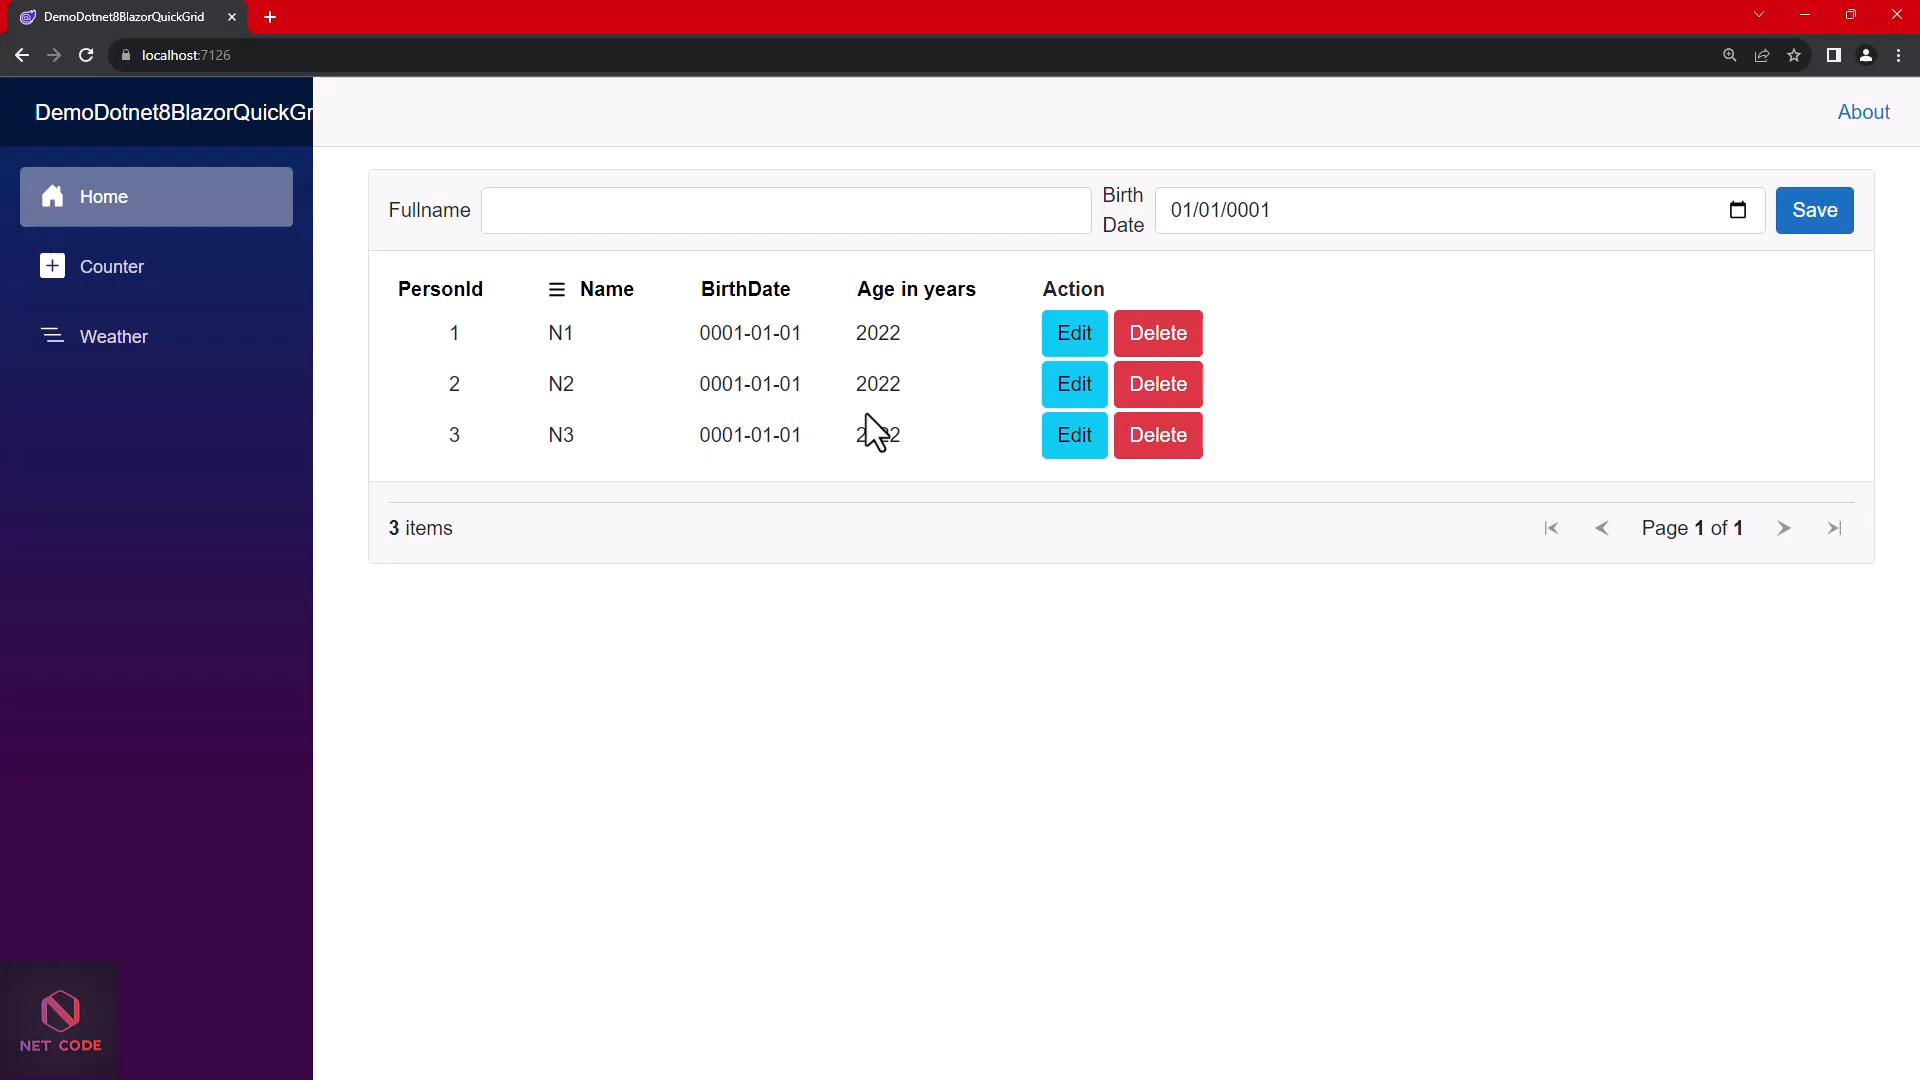 DemoDotnet8BlazorQuickGrid
localhost:7126
DemoDotnet8BlazorQuickGr
About
Home
Counter
Weather
Fullname
Birth
Date
01/01/0001
Save
PersonId Name BirthDate Age in years Action
1 N1 0001-01-01 2022 Edit Delete
2 N2 0001-01-01 2022 Edit Delete
3 N3 0001-01-01 Edit Delete
3 items
Page 1 of 1
NET CODE